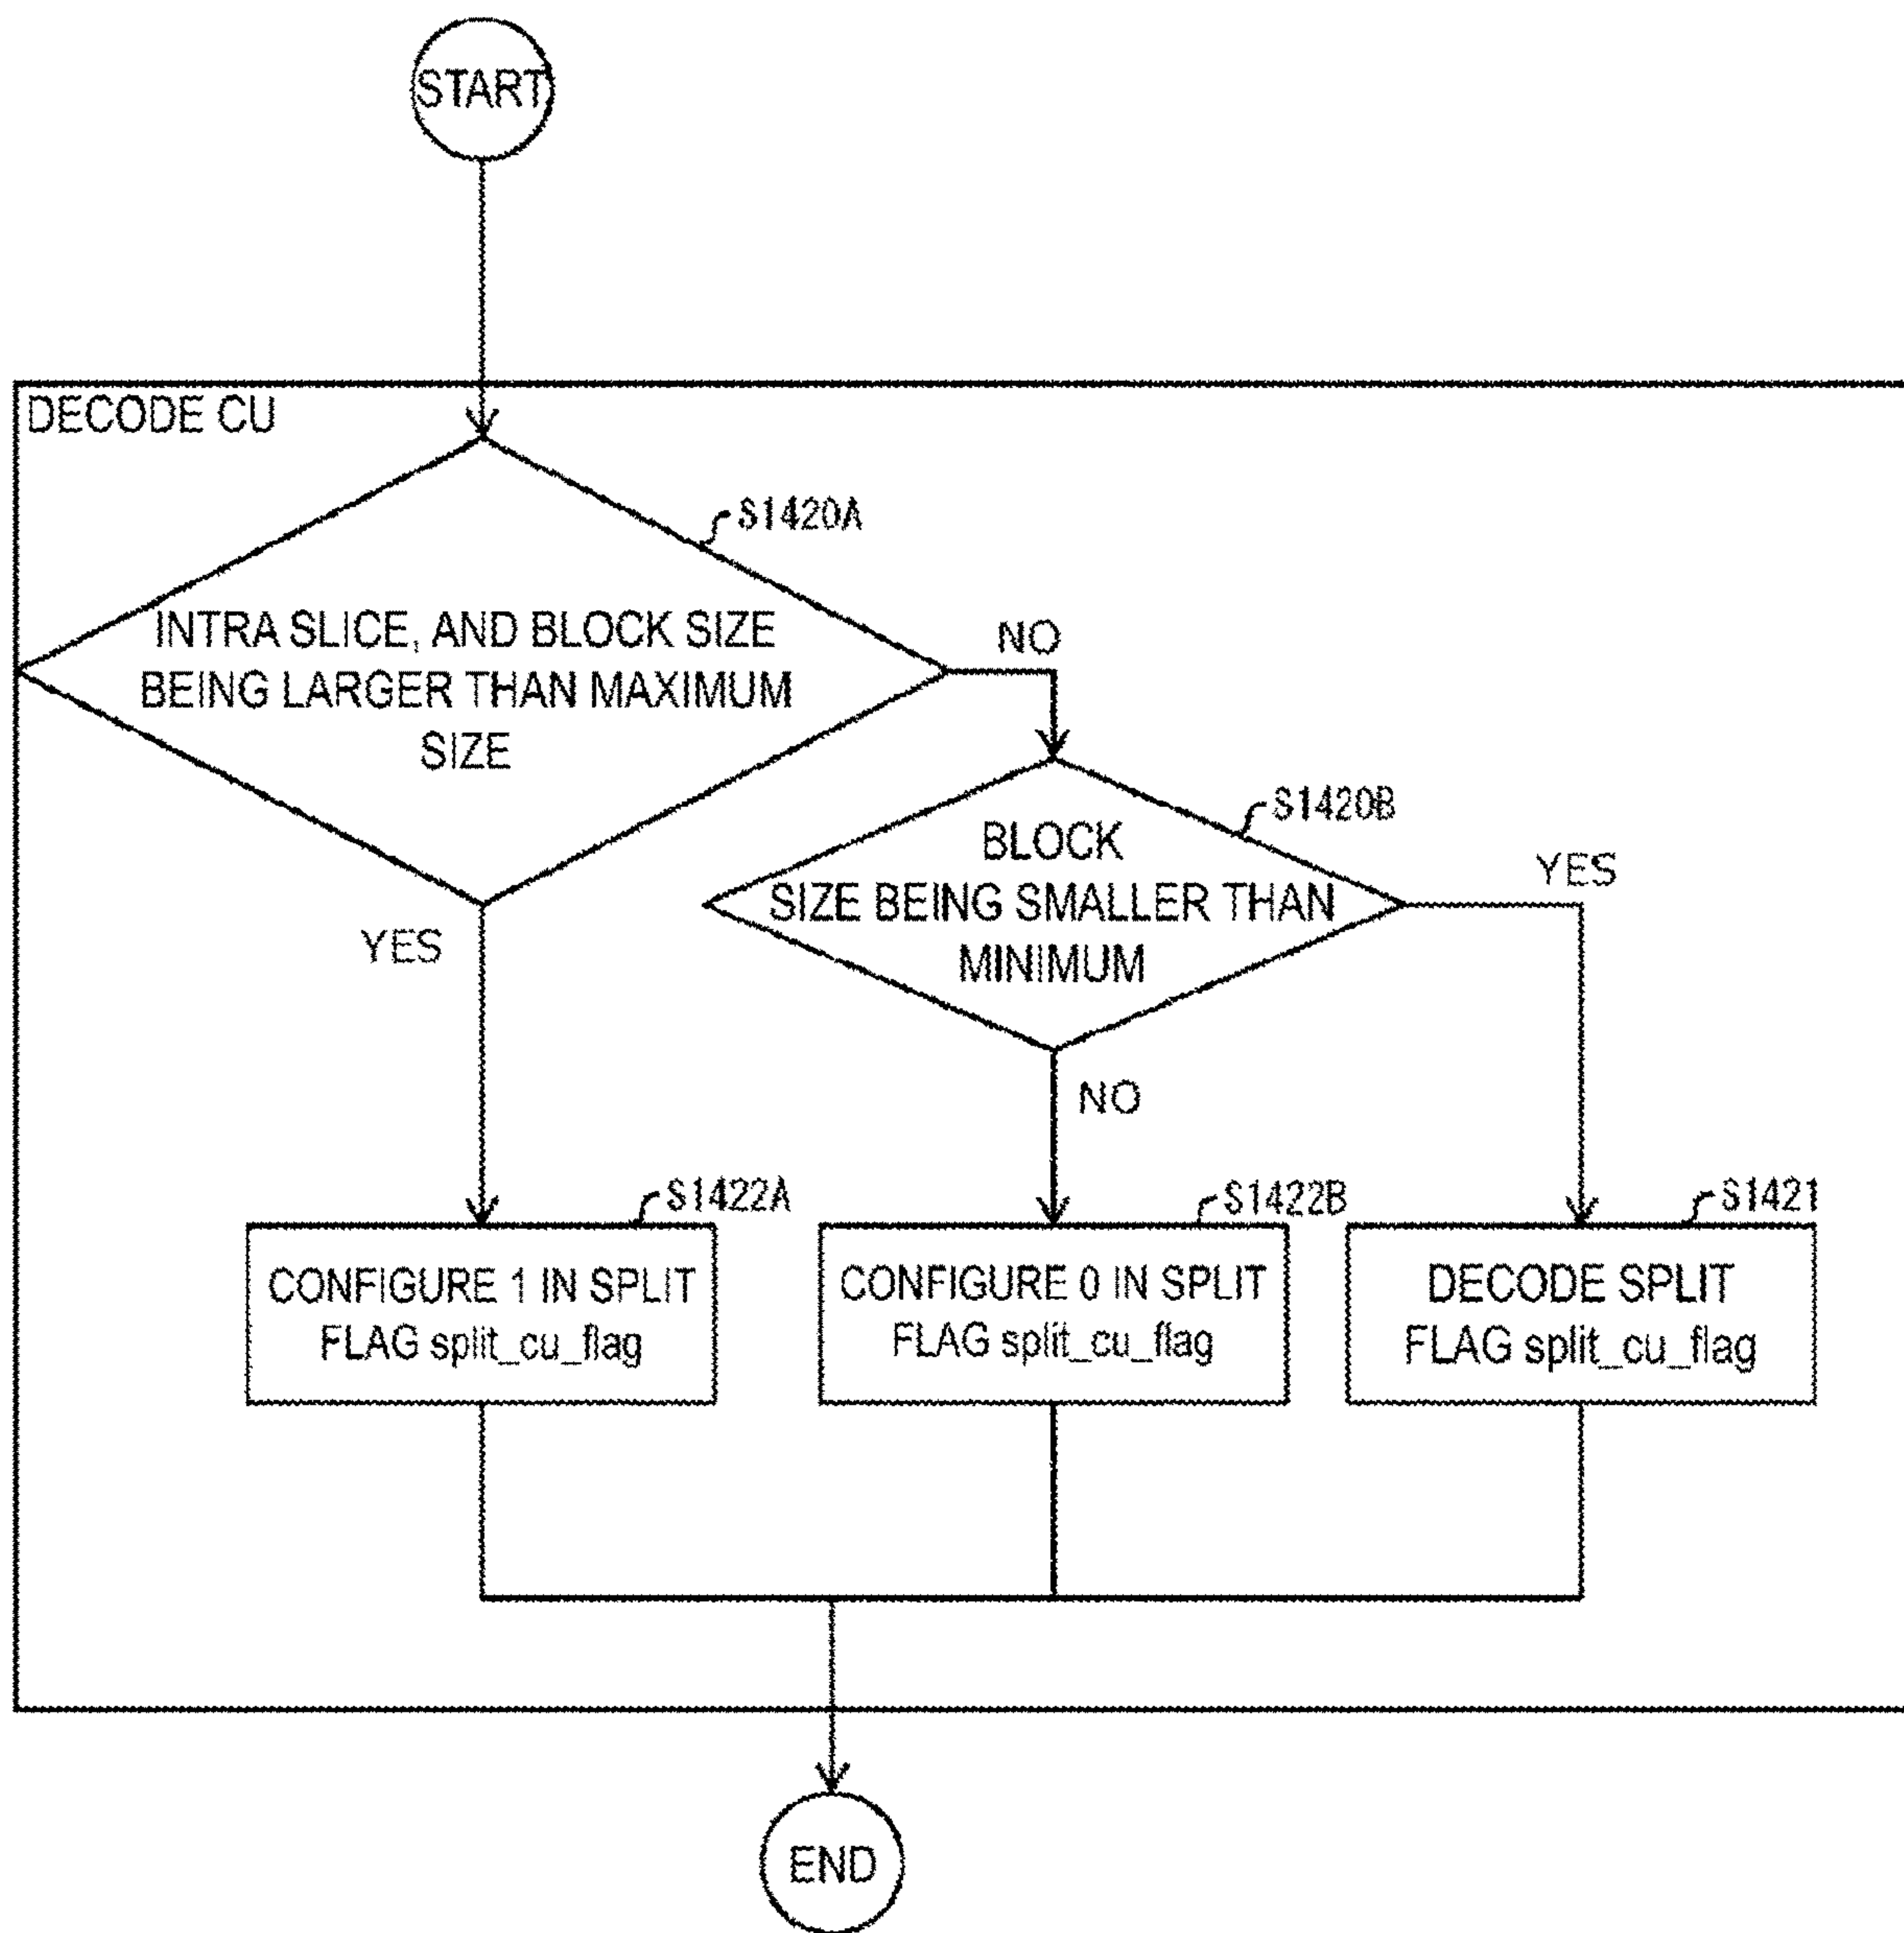 START
DECODE CU
S1420A
INTRA SLICE, AND BLOCK SIZE
BEING LARGER THAN MAXIMUM
SIZE
NO
S1420B
BLOCK
SIZE BEING SMALLER THAN
MINIMUM
YES
YES
NO
S1422A
CONFIGURE 1 IN SPLIT
FLAG split_cu_flag
S1422B
CONFIGURE 0 IN SPLIT
FLAG split_cu_flag
S1421
DECODE SPLIT
FLAG split_cu_flag
END